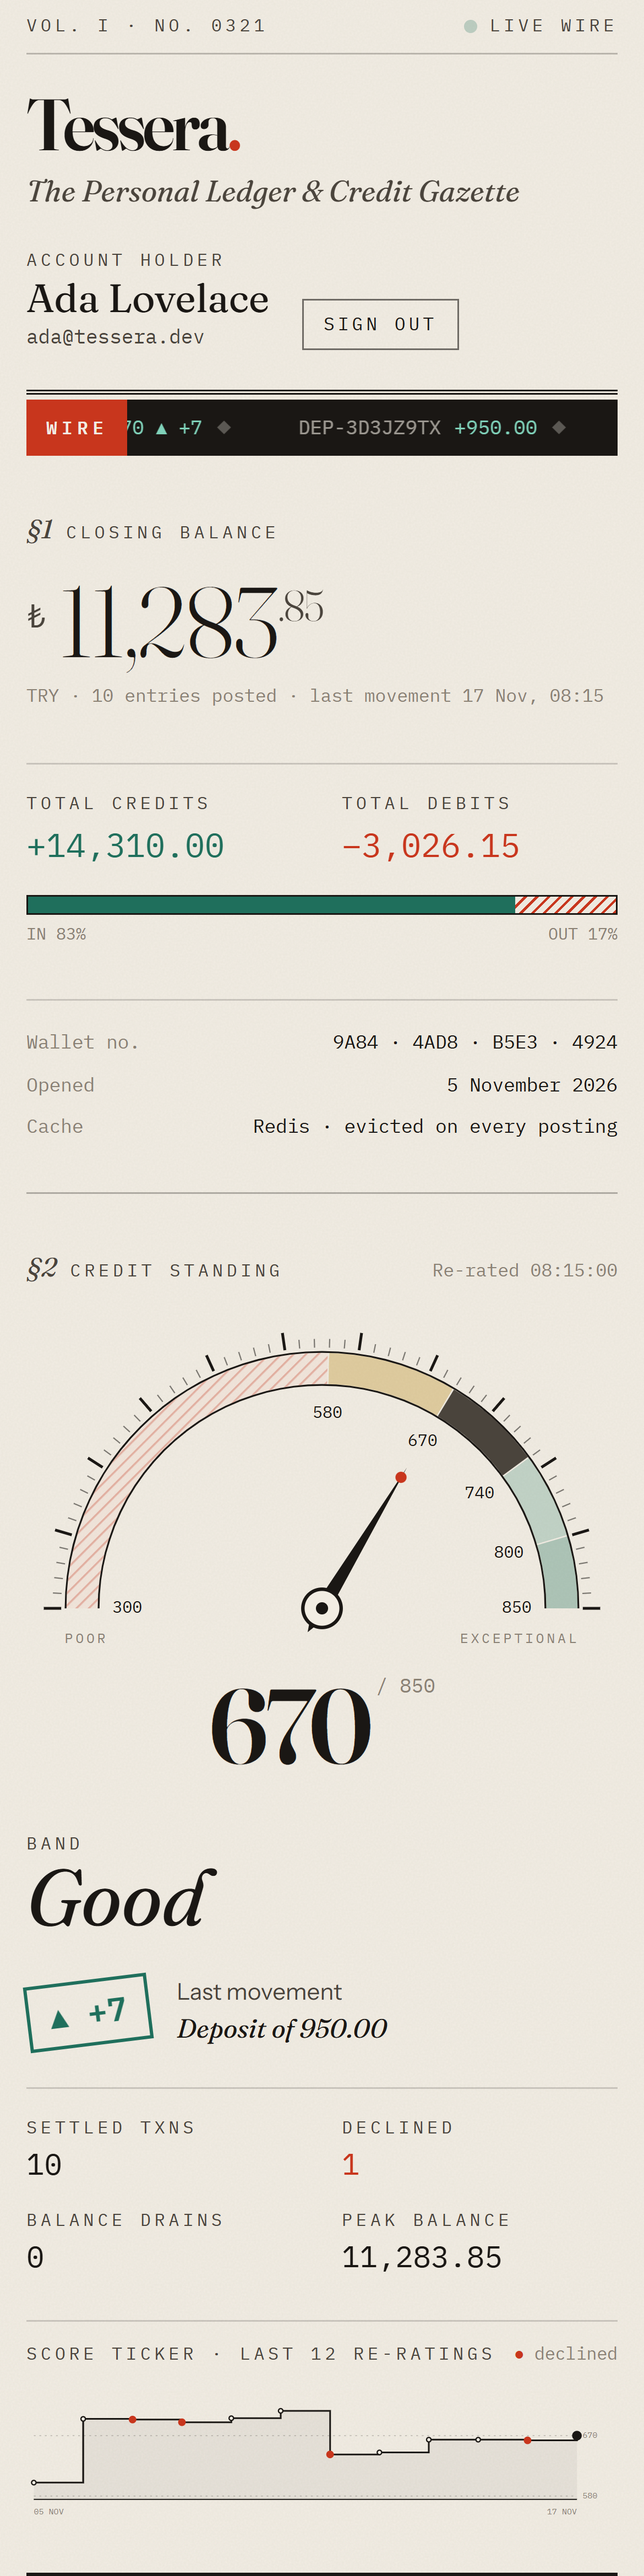 VOL. I · NO. 0321
LIVE WIRE
Tessera.
The Personal Ledger & Credit Gazette
ACCOUNT HOLDER
Ada Lovelace
ada@tessera.dev
SIGN OUT
WIRE
70 ▲ +7 ◆ DEP-3D3JZ9TX +950.00 ◆
§1 CLOSING BALANCE
₺ 11,283.85
TRY · 10 entries posted · last movement 17 Nov, 08:15
TOTAL CREDITS
+14,310.00
TOTAL DEBITS
−3,026.15
IN 83%
OUT 17%
Wallet no. 9A84 · 4AD8 · B5E3 · 4924
Opened 5 November 2026
Cache Redis · evicted on every posting
§2 CREDIT STANDING
Re-rated 08:15:00
580
670
740
800
300
850
POOR
EXCEPTIONAL
670 / 850
BAND
Good
▲ +7
Last movement
Deposit of 950.00
SETTLED TXNS
10
DECLINED
1
BALANCE DRAINS
0
PEAK BALANCE
11,283.85
SCORE TICKER · LAST 12 RE-RATINGS
declined
670
580
05 NOV
17 NOV